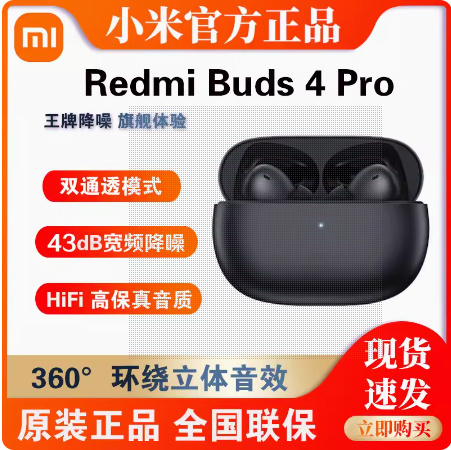 小米官方正品
Redmi Buds 4 Pro
王牌降噪 旗舰体验
双通透模式
43dB宽频降噪
HiFi 高保真音质
360° 环绕立体音效
现货
速发
原装正品 全国联保
立即购买